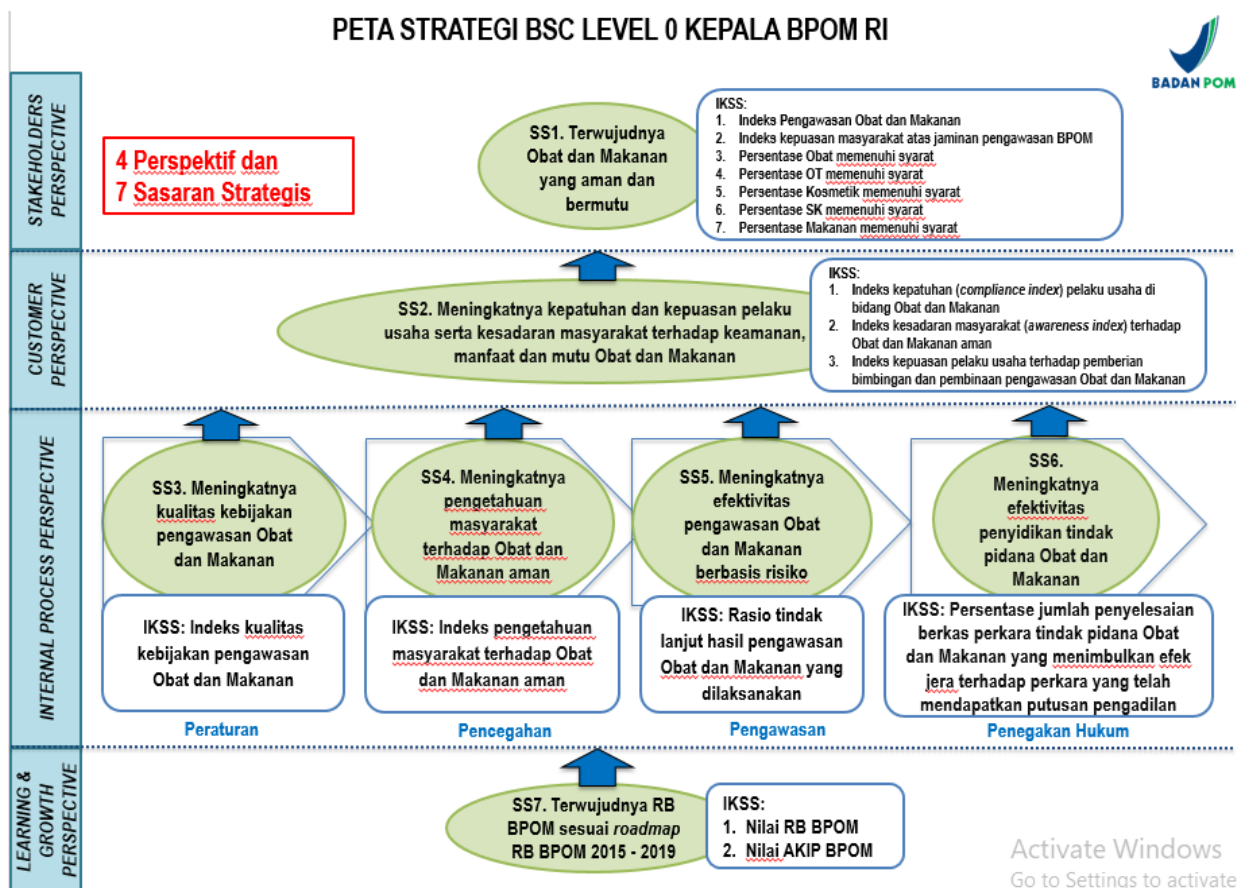 PETA STRATEGI BSC LEVEL 0 KEPALA BPOM RI
BADAN POM
STAKEHOLDERS
PERSPECTIVE
4 Perspektif dan
7 Sasaran Strategis
SS1. Terwujudnya
Obat dan Makanan
yang aman dan
bermutu
IKSS:
1. Indeks Pengawasan Obat dan Makanan
2. Indeks kepuasan masyarakat atas jaminan pengawasan BPOM
3. Persentase Obat memenuhi syarat
4. Persentase OT memenuhi syarat
5. Persentase Kosmetik memenuhi syarat
6. Persentase SK memenuhi syarat
7. Persentase Makanan memenuhi syarat
CUSTOMER
PERSPECTIVE
SS2. Meningkatnya kepatuhan dan kepuasan pelaku
usaha serta kesadaran masyarakat terhadap keamanan,
manfaat dan mutu Obat dan Makanan
IKSS:
1. Indeks kepatuhan (compliance index) pelaku usaha di
bidang Obat dan Makanan
2. Indeks kesadaran masyarakat (awareness index) terhadap
Obat dan Makanan aman
3. Indeks kepuasan pelaku usaha terhadap pemberian
bimbingan dan pembinaan pengawasan Obat dan Makanan
INTERNAL PROCESS PERSPECTIVE
SS3. Meningkatnya
kualitas kebijakan
pengawasan Obat
dan Makanan
IKSS: Indeks kualitas
kebijakan pengawasan
Obat dan Makanan
Peraturan
SS4. Meningkatnya
pengetahuan
masyarakat
terhadap Obat dan
Makanan aman
IKSS: Indeks pengetahuan
masyarakat terhadap Obat
dan Makanan aman
Pencegahan
SS5. Meningkatnya
efektivitas
pengawasan Obat
dan Makanan
berbasis risiko
IKSS: Rasio tindak
lanjut hasil pengawasan
Obat dan Makanan yang
dilaksanakan
Pengawasan
SS6.
Meningkatnya
efektivitas
penyidikan tindak
pidana Obat dan
Makanan
IKSS: Persentase jumlah penyelesaian
berkas perkara tindak pidana Obat
dan Makanan yang menimbulkan efek
jera terhadap perkara yang telah
mendapatkan putusan pengadilan
Penegakan Hukum
LEARNING &
GROWTH
PERSPECTIVE
SS7. Terwujudnya RB
BPOM sesuai roadmap
RB BPOM 2015 - 2019
IKSS:
1. Nilai RB BPOM
2. Nilai AKIP BPOM
Activate Windows
Go to Settings to activate